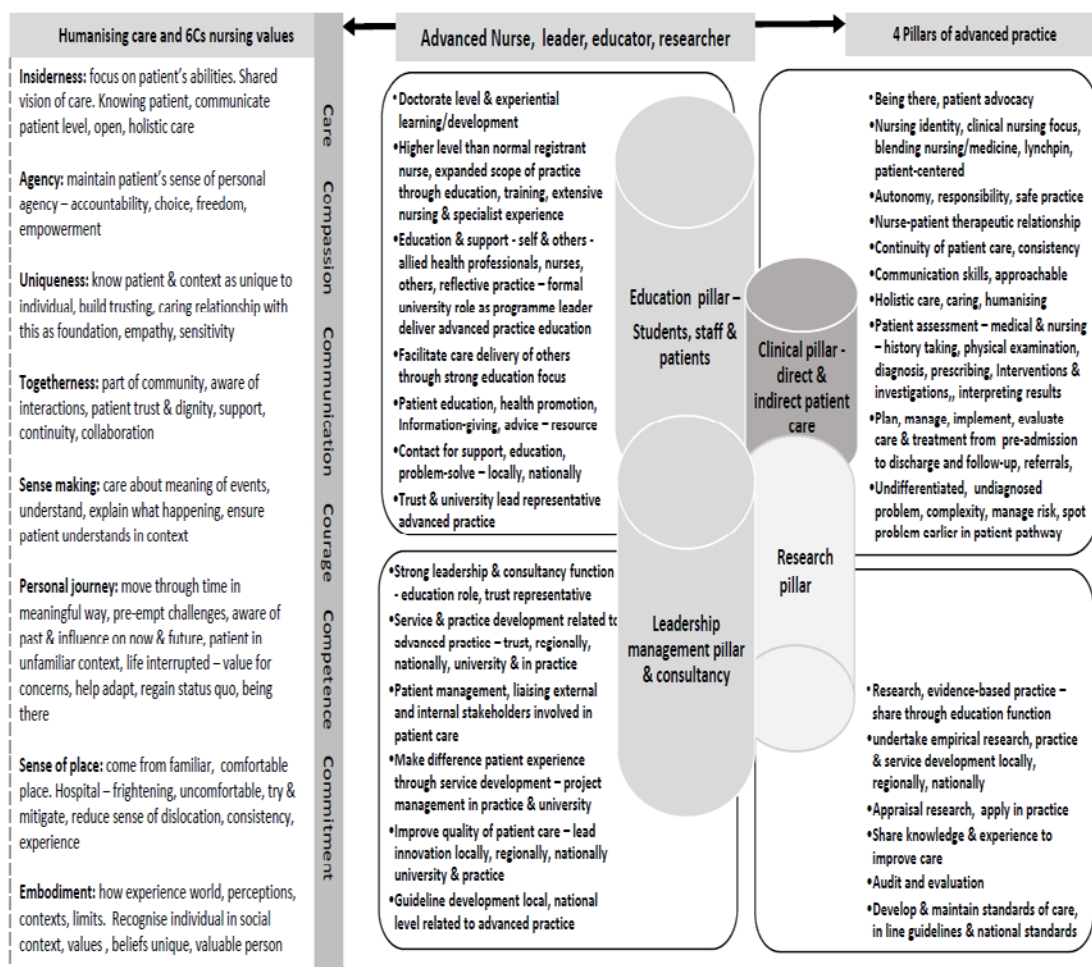 Humanising care and 6Cs nursing values
Insiderness: focus on patient's abilities. Shared
vision of care. Knowing patient, communicate
patient level, open, holistic care
Agency: maintain patient's sense of personal
agency – accountability, choice, freedom,
empowerment
Uniqueness: know patient & context as unique to
individual, build trusting, caring relationship with
this as foundation, empathy, sensitivity
Togetherness: part of community, aware of
interactions, patient trust & dignity, support,
continuity, collaboration
Sense making: care about meaning of events,
understand, explain what happening, ensure
patient understands in context
Personal journey: move through time in
meaningful way, pre-empt challenges, aware of
past & influence on now & future, patient in
unfamiliar context, life interrupted – value for
concerns, help adapt, regain status quo, being
there
Sense of place: come from familiar, comfortable
place. Hospital – frightening, uncomfortable, try &
mitigate, reduce sense of dislocation, consistency,
experience
Embodiment: how experience world, perceptions,
contexts, limits. Recognise individual in social
context, values , beliefs unique, valuable person
Care
Compassion
Communication
Courage
Competence
Commitment
Advanced Nurse, leader, educator, researcher
•Doctorate level & experiential
learning/development
•Higher level than normal registrant
nurse, expanded scope of practice
through education, training, extensive
nursing & specialist experience
•Education & support - self & others -
allied health professionals, nurses,
others, reflective practice – formal
university role as programme leader
deliver advanced practice education
•Facilitate care delivery of others
through strong education focus
•Patient education, health promotion,
Information-giving, advice – resource
•Contact for support, education,
problem-solve – locally, nationally
•Trust & university lead representative
advanced practice
•Strong leadership & consultancy function
- education role, trust representative
•Service & practice development related to
advanced practice – trust, regionally,
nationally, university & in practice
•Patient management, liaising external
and internal stakeholders involved in
patient care
•Make difference patient experience
through service development – project
management in practice & university
•Improve quality of patient care – lead
innovation locally, regionally, nationally
university & practice
•Guideline development local, national
level related to advanced practice
Education pillar –
Students, staff &
patients
Clinical pillar -
direct &
indirect patient
care
Leadership
management pillar
& consultancy
Research
pillar
4 Pillars of advanced practice
•Being there, patient advocacy
•Nursing identity, clinical nursing focus,
blending nursing/medicine, lynchpin,
patient-centered
•Autonomy, responsibility, safe practice
•Nurse-patient therapeutic relationship
•Continuity of patient care, consistency
•Communication skills, approachable
•Holistic care, caring, humanising
•Patient assessment – medical & nursing
– history taking, physical examination,
diagnosis, prescribing, Interventions &
investigations,, interpreting results
•Plan, manage, implement, evaluate
care & treatment from pre-admission
to discharge and follow-up, referrals,
•Undifferentiated, undiagnosed
problem, complexity, manage risk, spot
problem earlier in patient pathway
•Research, evidence-based practice –
share through education function
•undertake empirical research, practice
& service development locally,
regionally, nationally
•Appraisal research, apply in practice
•Share knowledge & experience to
improve care
•Audit and evaluation
•Develop & maintain standards of care,
in line guidelines & national standards